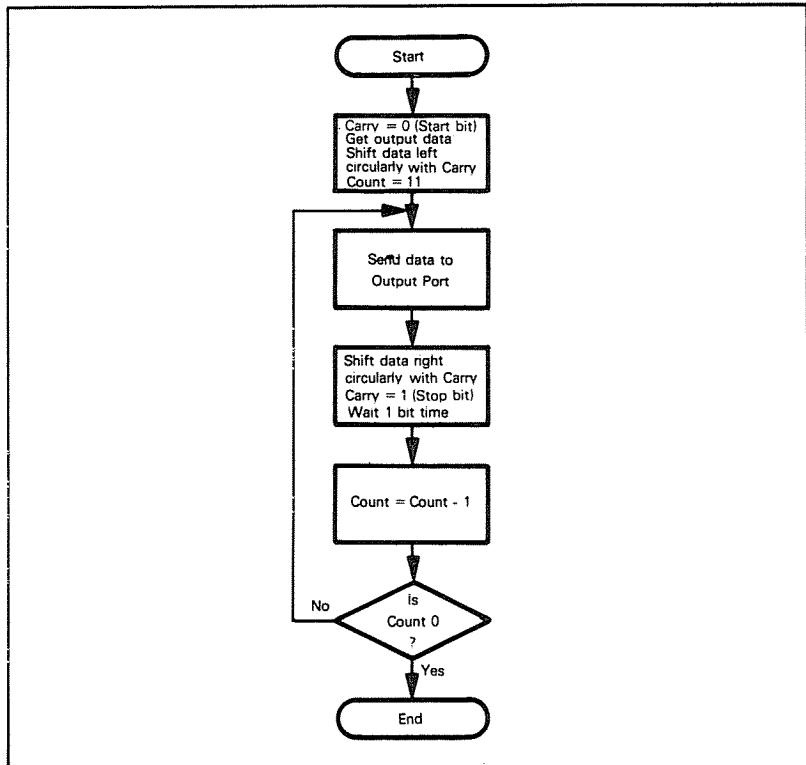 Start
Carry = 0 (Start bit)
Get output data
Shift data left
circularly with Carry
Count = 11
Send data to
Output Port
Shift data right
circularly with Carry
Carry = 1 (Stop bit)
Wait 1 bit time
Count = Count - 1
Is
Count 0
?
No
Yes
End